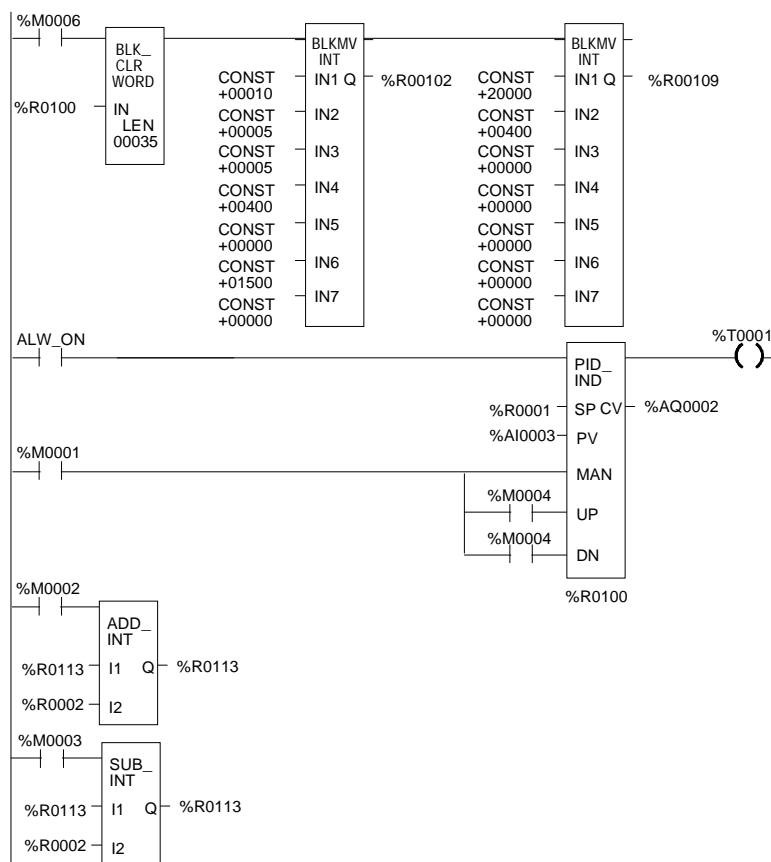 %M0006
BLK_
CLR
WORD
%R0100 IN
LEN
00035
BLKMV
INT
CONST
+00010 IN1 Q %R00102
CONST
+00005 IN2
CONST
+00005 IN3
CONST
+00400 IN4
CONST
+00000 IN5
CONST
+01500 IN6
CONST
+00000 IN7
BLKMV
INT
CONST
+20000 IN1 Q %R00109
CONST
+00400 IN2
CONST
+00000 IN3
CONST
+00000 IN4
CONST
+00000 IN5
CONST
+00000 IN6
CONST
+00000 IN7
ALW_ON %T0001
PID_
IND
%R0001 SP CV %AQ0002
%AI0003 PV
%M0001 MAN
%M0004 UP
%M0004 DN
%R0100
%M0002
ADD_
INT
%R0113 I1 Q %R0113
%R0002 I2
%M0003
SUB_
INT
%R0113 I1 Q %R0113
%R0002 I2